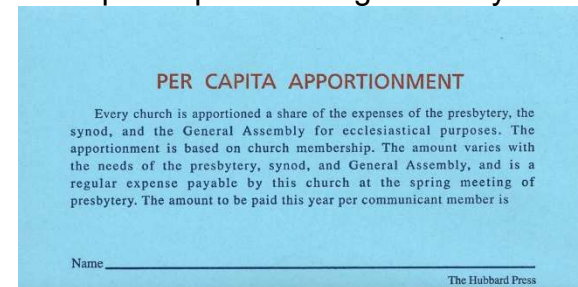 PER CAPITA APPORTIONMENT
Every church is apportioned a share of the expenses of the presbytery, the
synod, and the General Assembly for ecclesiastical purposes. The
apportionment is based on church membership. The amount varies with
the needs of the presbytery, synod, and General Assembly, and is a
regular expense payable by this church at the spring meeting of
presbytery. The amount to be paid this year per communicant member is
Name
The Hubbard Press